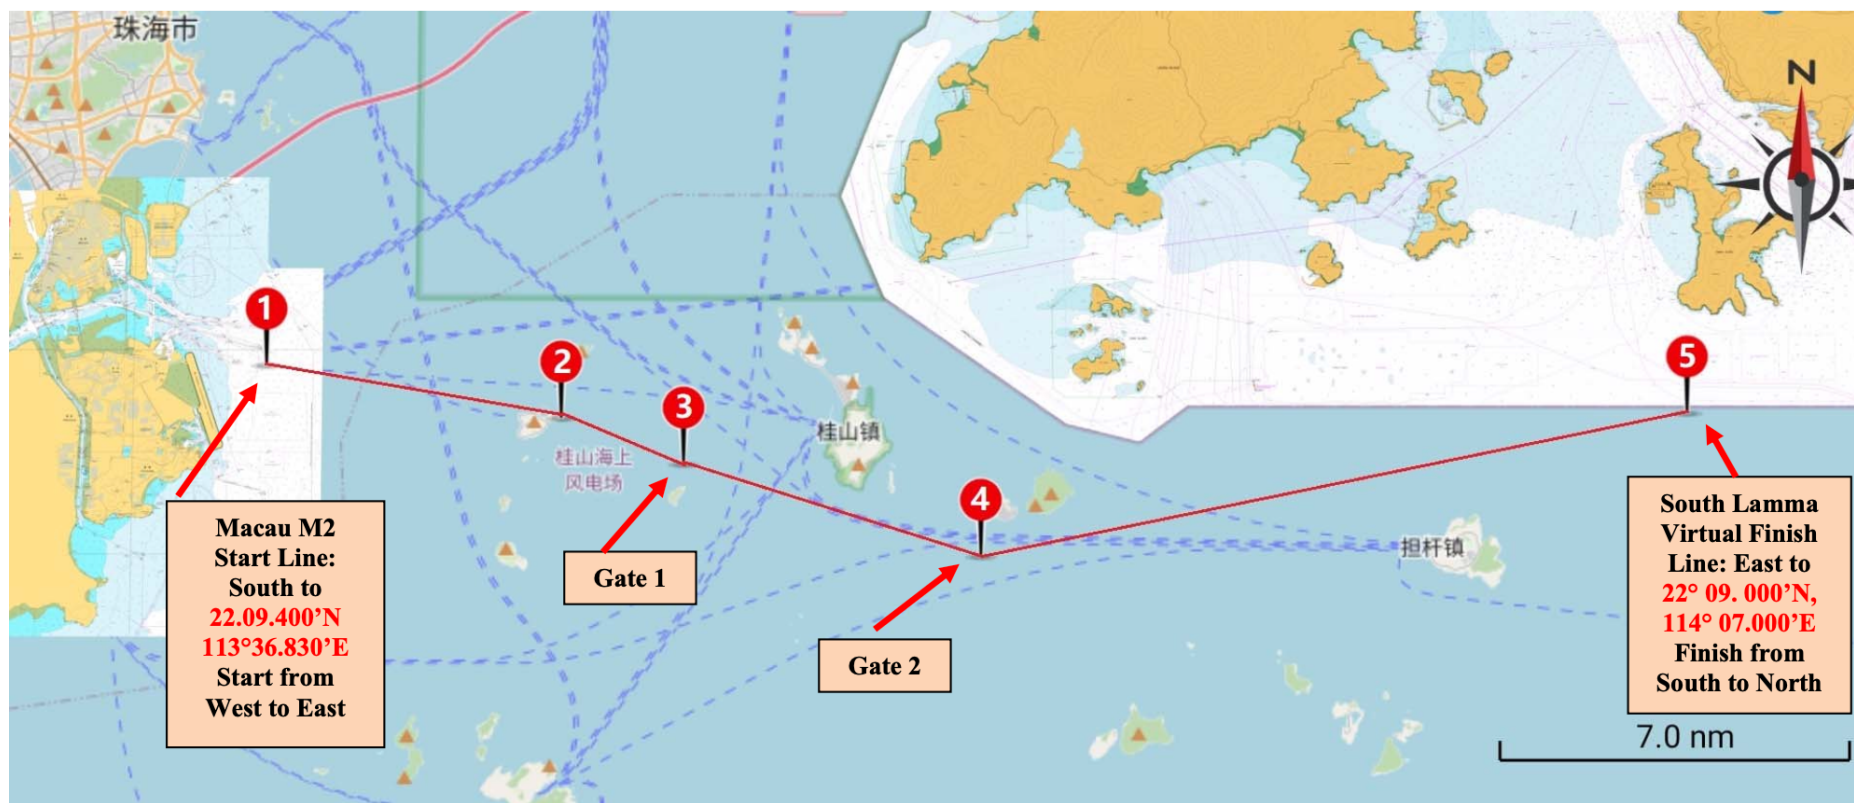 珠海市
N
1
2
3
4
5
桂山镇
桂山海上
风电场
担杆镇
Macau M2
Start Line:
South to
22.09.400’N
113°36.830’E
Start from
West to East
Gate 1
Gate 2
South Lamma
Virtual Finish
Line: East to
22° 09. 000’N,
114° 07.000’E
Finish from
South to North
7.0 nm